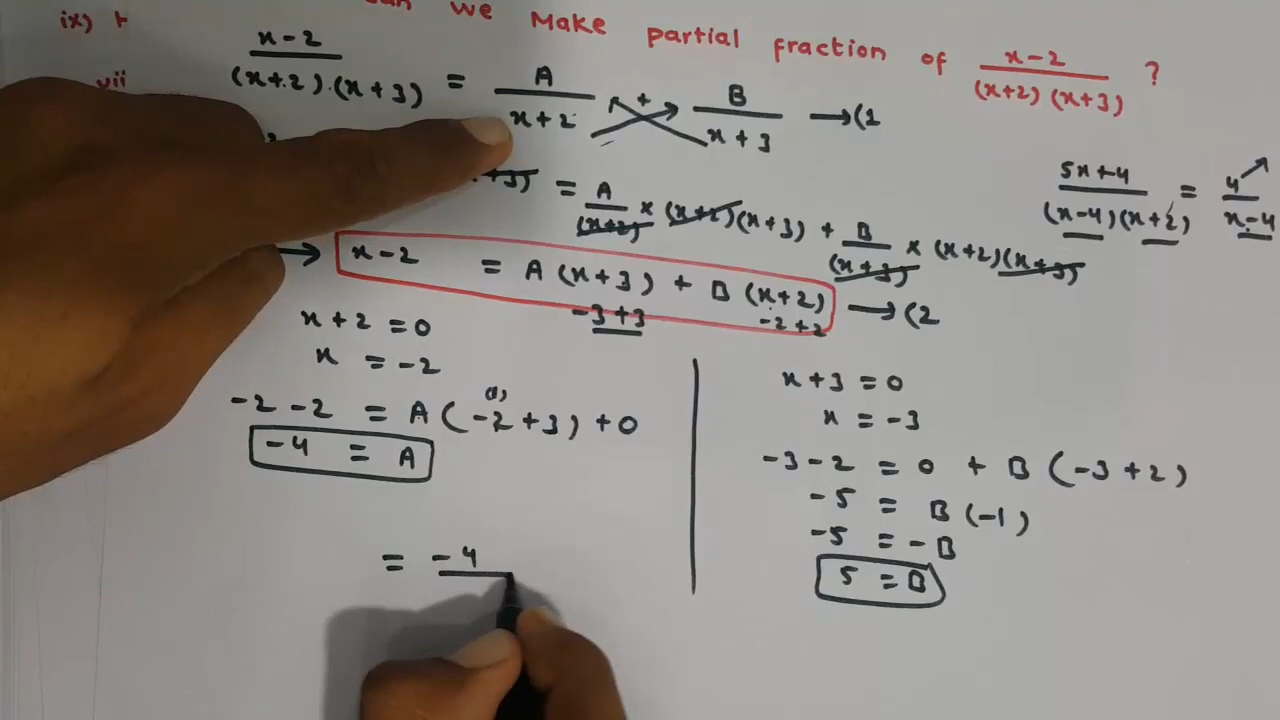 ix)
we Make partial fraction of x-2/(x+2)(x+3) ?
vii
x-2/(x+2).(x+3) = A/x+2 + B/x+3 →(1
+3) = A/(x+2) × (x+2)(x+3) + B/(x+3) × (x+2)(x+3)
5x+4/(x-4)(x+2) = 4/x-4
x-2 = A(x+3) + B(x+2) →(2
-3+3 -2+2
x+2 = 0
x = -2
-2-2 = A(-2+3)+0
(1)
-4 = A
x+3 = 0
x = -3
-3-2 = 0 + B(-3+2)
-5 = B(-1)
-5 = -B
5 = B
= -4